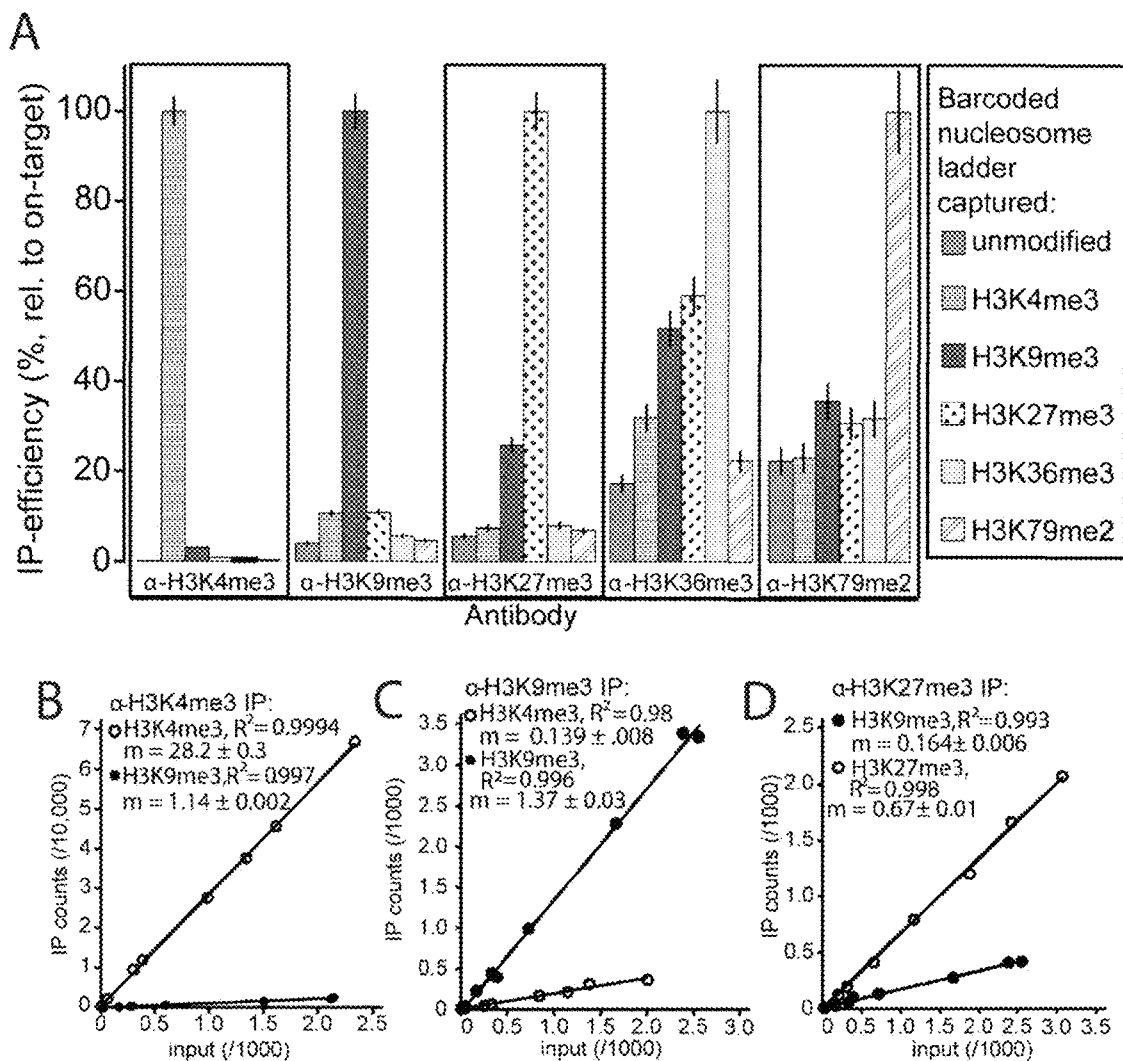 A
IP-efficiency (%, rel. to on-target)
100
80
60
40
20
0
α-H3K4me3
α-H3K9me3
α-H3K27me3
α-H3K36me3
α-H3K79me2
Antibody
Barcoded
nucleosome
ladder
captured:
unmodified
H3K4me3
H3K9me3
H3K27me3
H3K36me3
H3K79me2
B
α-H3K4me3 IP:
H3K4me3, R²=0.9994
m = 28.2 ± 0.3
H3K9me3, R²=0.997
m = 1.14 ± 0.002
IP counts (/10,000)
7
6
5
4
3
2
1
0
0 0.5 1.0 1.5 2.0 2.5
input (/1000)
C
α-H3K9me3 IP:
H3K4me3, R²=0.98
m = 0.139 ± .008
H3K9me3,
R²=0.996
m = 1.37 ± 0.03
IP counts (/1000)
3.5
3.0
2.5
2.0
1.5
1.0
0.5
0
0 0.5 1.0 1.5 2.0 2.5 3.0
input (/1000)
D
α-H3K27me3 IP:
H3K9me3, R²=0.993
m = 0.164± 0.006
H3K27me3,
R²=0.998
m = 0.67 ± 0.01
IP counts (/1000)
2.5
2.0
1.5
1.0
0.5
0
0 0.5 1.0 1.5 2.0 2.5 3.0 3.5
input (/1000)